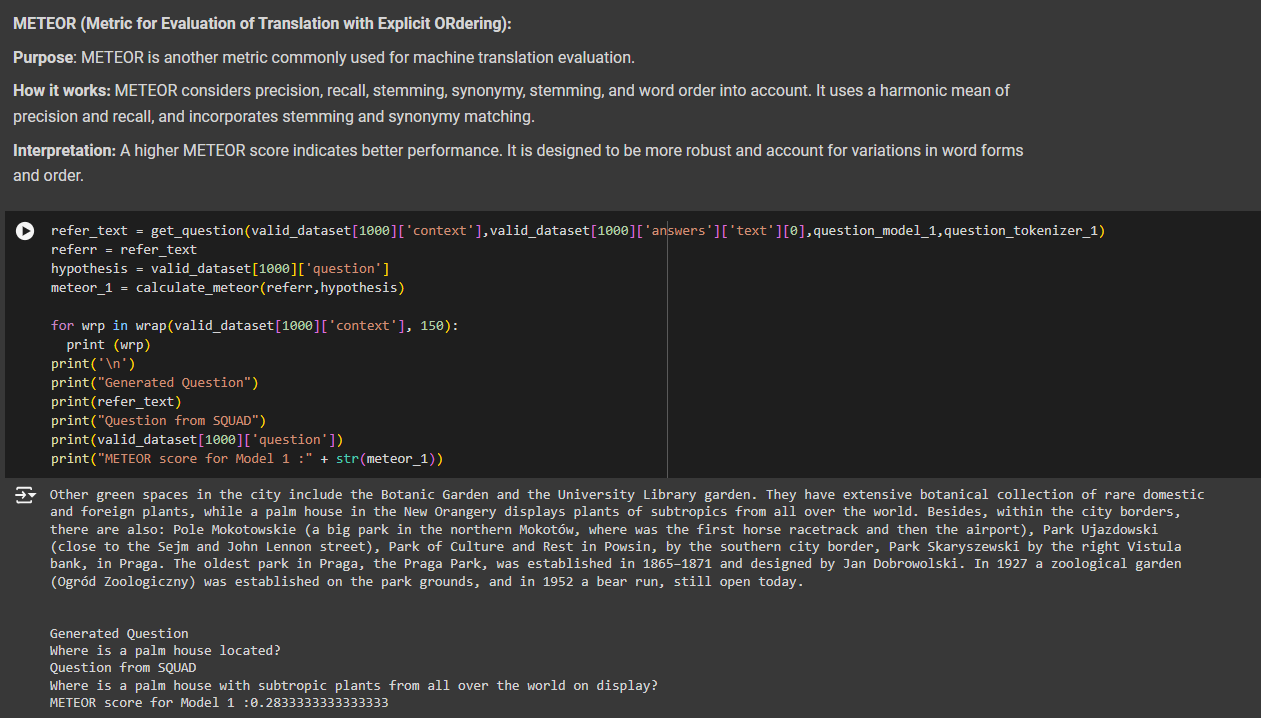 METEOR (Metric for Evaluation of Translation with Explicit ORdering):
Purpose: METEOR is another metric commonly used for machine translation evaluation.
How it works: METEOR considers precision, recall, stemming, synonymy, stemming, and word order into account. It uses a harmonic mean of
precision and recall, and incorporates stemming and synonymy matching.
Interpretation: A higher METEOR score indicates better performance. It is designed to be more robust and account for variations in word forms
and order.
refer_text = get_question(valid_dataset[1000]['context'],valid_dataset[1000]['answers']['text'][0],question_model_1,question_tokenizer_1)
referr = refer_text
hypothesis = valid_dataset[1000]['question']
meteor_1 = calculate_meteor(referr,hypothesis)
for wrp in wrap(valid_dataset[1000]['context'], 150):
  print (wrp)
print('\n')
print("Generated Question")
print(refer_text)
print("Question from SQUAD")
print(valid_dataset[1000]['question'])
print("METEOR score for Model 1 :" + str(meteor_1))
Other green spaces in the city include the Botanic Garden and the University Library garden. They have extensive botanical collection of rare domestic
and foreign plants, while a palm house in the New Orangery displays plants of subtropics from all over the world. Besides, within the city borders,
there are also: Pole Mokotowskie (a big park in the northern Mokotów, where was the first horse racetrack and then the airport), Park Ujazdowski
(close to the Sejm and John Lennon street), Park of Culture and Rest in Powsin, by the southern city border, Park Skaryszewski by the right Vistula
bank, in Praga. The oldest park in Praga, the Praga Park, was established in 1865–1871 and designed by Jan Dobrowolski. In 1927 a zoological garden
(Ogród Zoologiczny) was established on the park grounds, and in 1952 a bear run, still open today.
Generated Question
Where is a palm house located?
Question from SQUAD
Where is a palm house with subtropic plants from all over the world on display?
METEOR score for Model 1 :0.2833333333333333